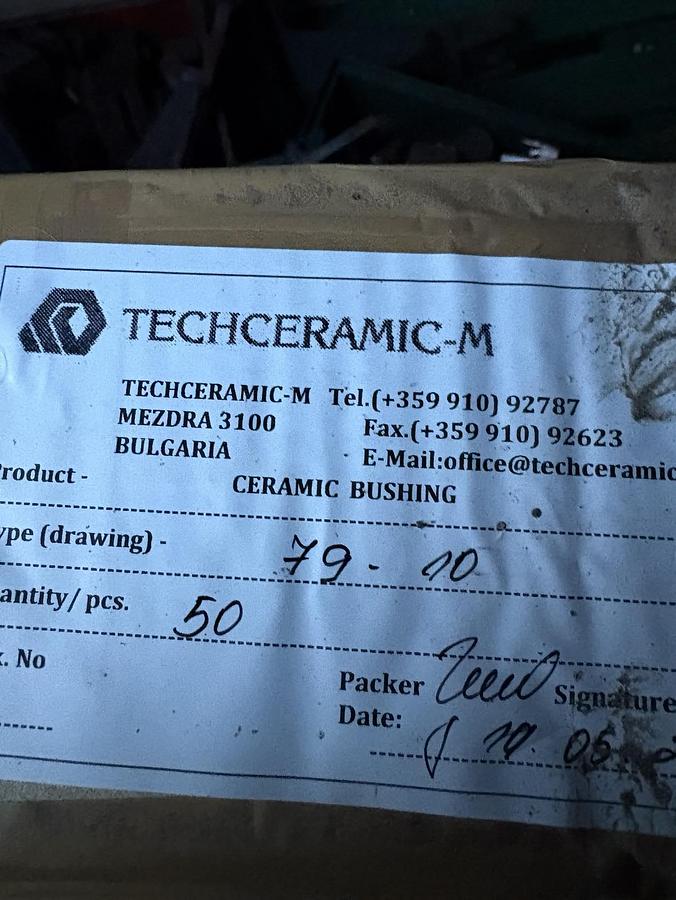 TECHCERAMIC-M
TECHCERAMIC-M Tel.(+359 910) 92787
MEZDRA 3100 Fax.(+359 910) 92623
BULGARIA E-Mail:office@techceramic
roduct - CERAMIC BUSHING
ype (drawing) - 79 - 10
antity/ pcs. 50
. No
Packer Signature
Date: 10. 05.